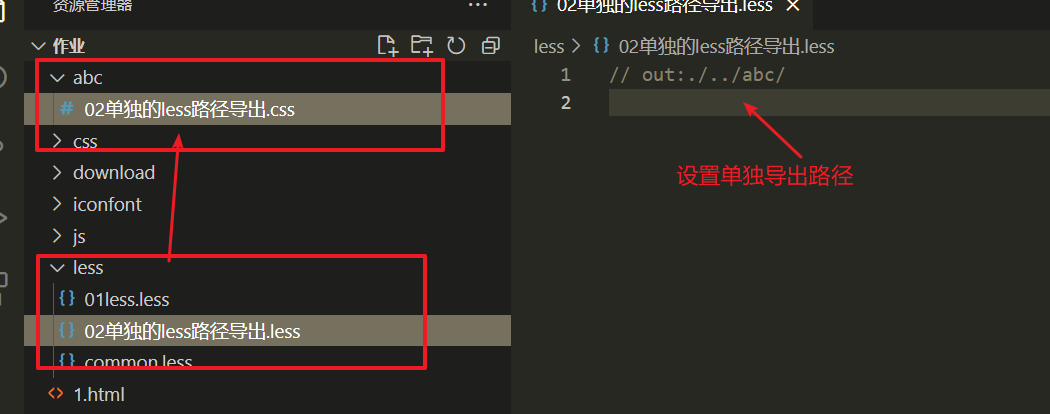 资源管理器
作业
abc
02单独的less路径导出.css
css
download
iconfont
js
less
01less.less
02单独的less路径导出.less
common.less
1.html
02单独的less路径导出.less
less > 02单独的less路径导出.less
1 // out:./../abc/
2
设置单独导出路径